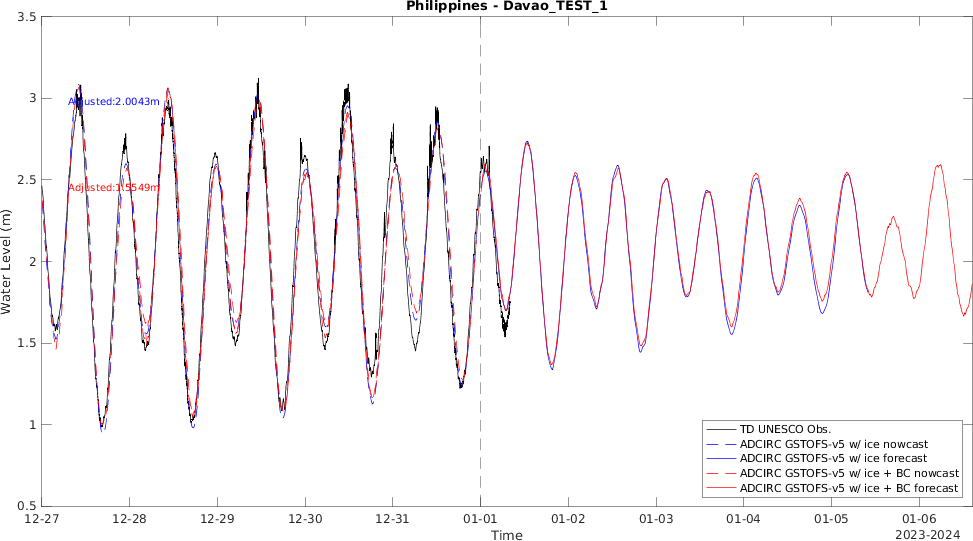 Philippines - Davao_TEST_1
3.5
3
2.5
2
1.5
1
0.5
Water Level (m)
Adjusted:2.0043m
Adjusted:1.5549m
TD UNESCO Obs.
ADCIRC GSTOFS-v5 w/ ice nowcast
ADCIRC GSTOFS-v5 w/ ice forecast
ADCIRC GSTOFS-v5 w/ ice + BC nowcast
ADCIRC GSTOFS-v5 w/ ice + BC forecast
12-27 12-28 12-29 12-30 12-31 01-01 01-02 01-03 01-04 01-05 01-06
Time
2023-2024